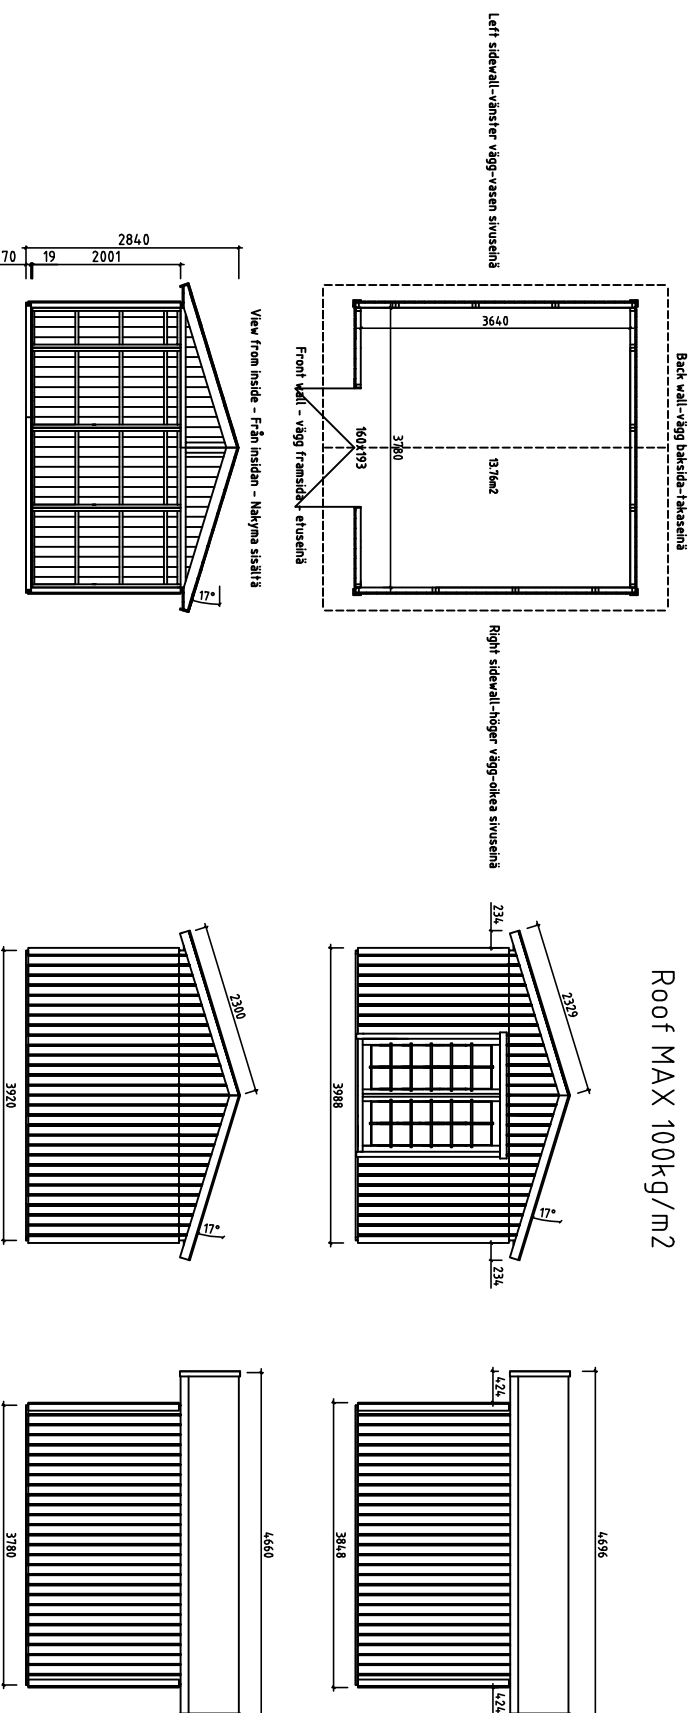 Roof MAX 100kg/m2
Back wall-vägg baksida-takaseinä
Left sidewall-vänster vägg-vasen sivuseinä
3640
13.76m2
3780
160x193
Right sidewall-höger vägg-oikea sivuseinä
Front wall - vägg framsida - etuseinä
2329
234
17°
234
3988
4696
424
424
3848
View from inside - Från insidan - Nakyma sisältä
2840
2001
19
70
17°
2300
17°
3920
4660
3780